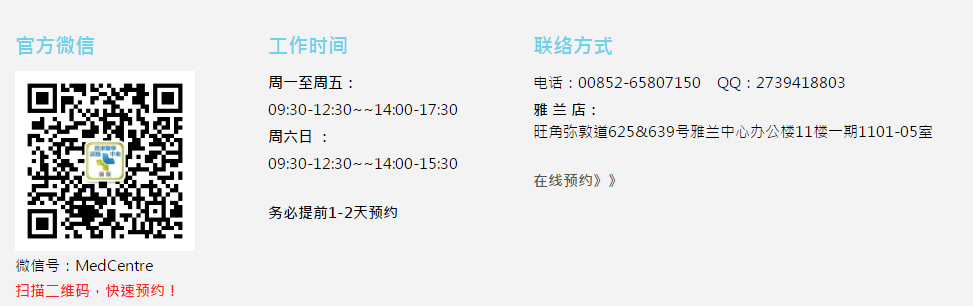 官方微信
微信号：MedCentre
扫描二维码，快速预约！
工作时间
周一至周五：
09:30-12:30~~14:00-17:30
周六日 ：
09:30-12:30~~14:00-15:30
务必提前1-2天预约
联络方式
电话：00852-65807150 QQ：2739418803
雅 兰 店：
旺角弥敦道625&639号雅兰中心办公楼11楼一期1101-05室
在线预约》》